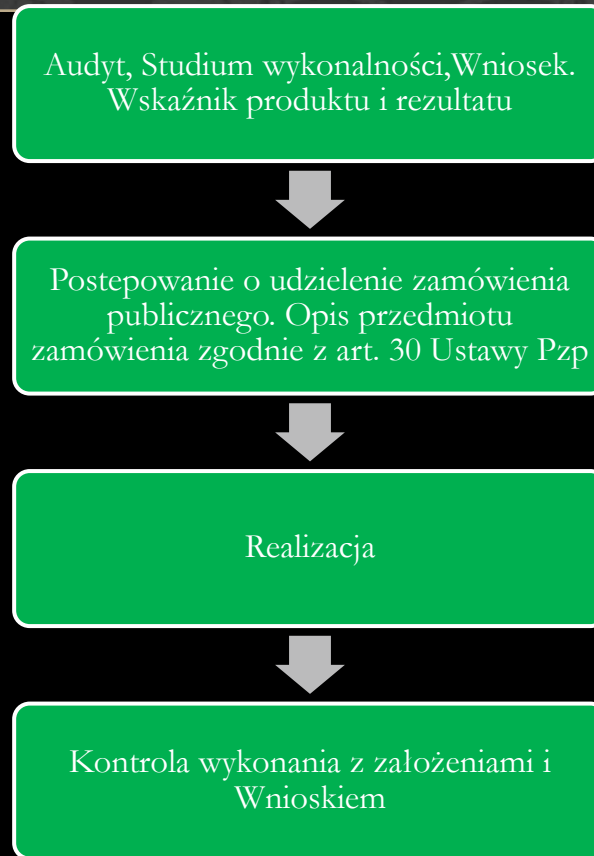 Audyt, Studium wykonalności,Wniosek.
Wskaźnik produktu i rezultatu
Postepowanie o udzielenie zamówienia
publicznego. Opis przedmiotu
zamówienia zgodnie z art. 30 Ustawy Pzp
Realizacja
Kontrola wykonania z założeniami i
Wnioskiem